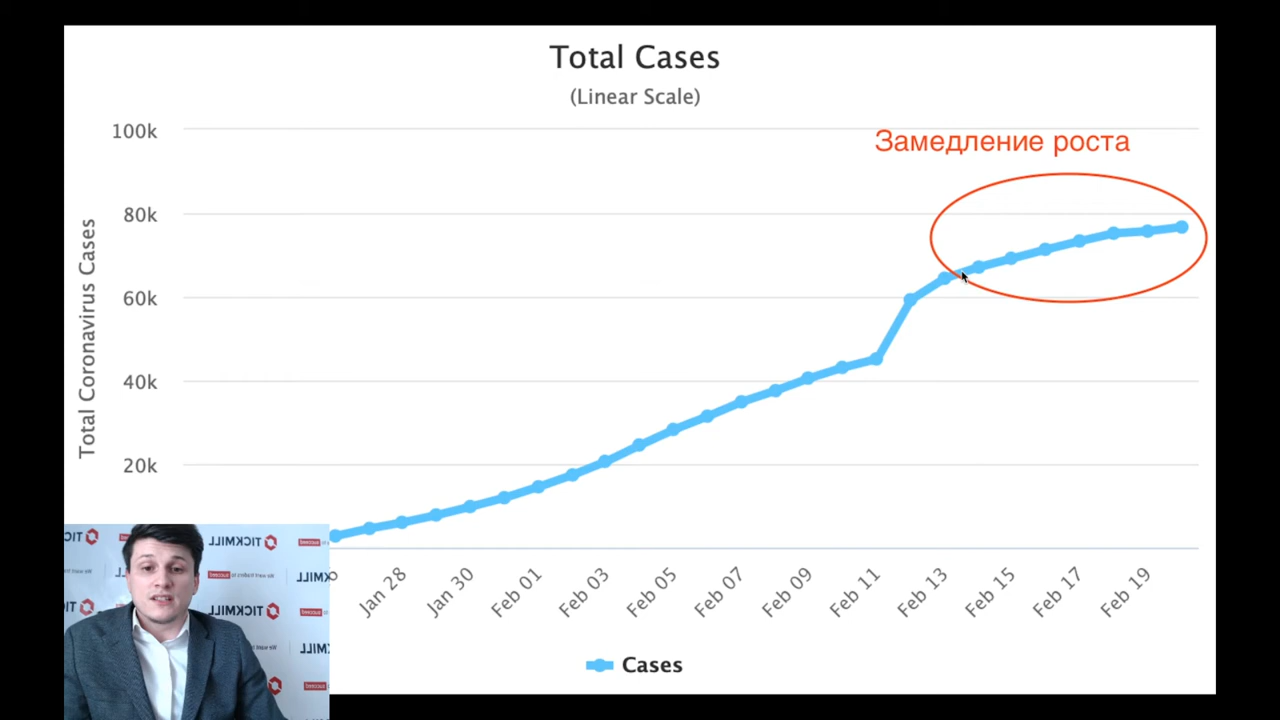 Total Cases
(Linear Scale)
Замедление роста
Total Coronavirus Cases
100k
80k
60k
40k
20k
Jan 28
Jan 30
Feb 01
Feb 03
Feb 05
Feb 07
Feb 09
Feb 11
Feb 13
Feb 15
Feb 17
Feb 19
Cases
TICKMILL
TICKMILL